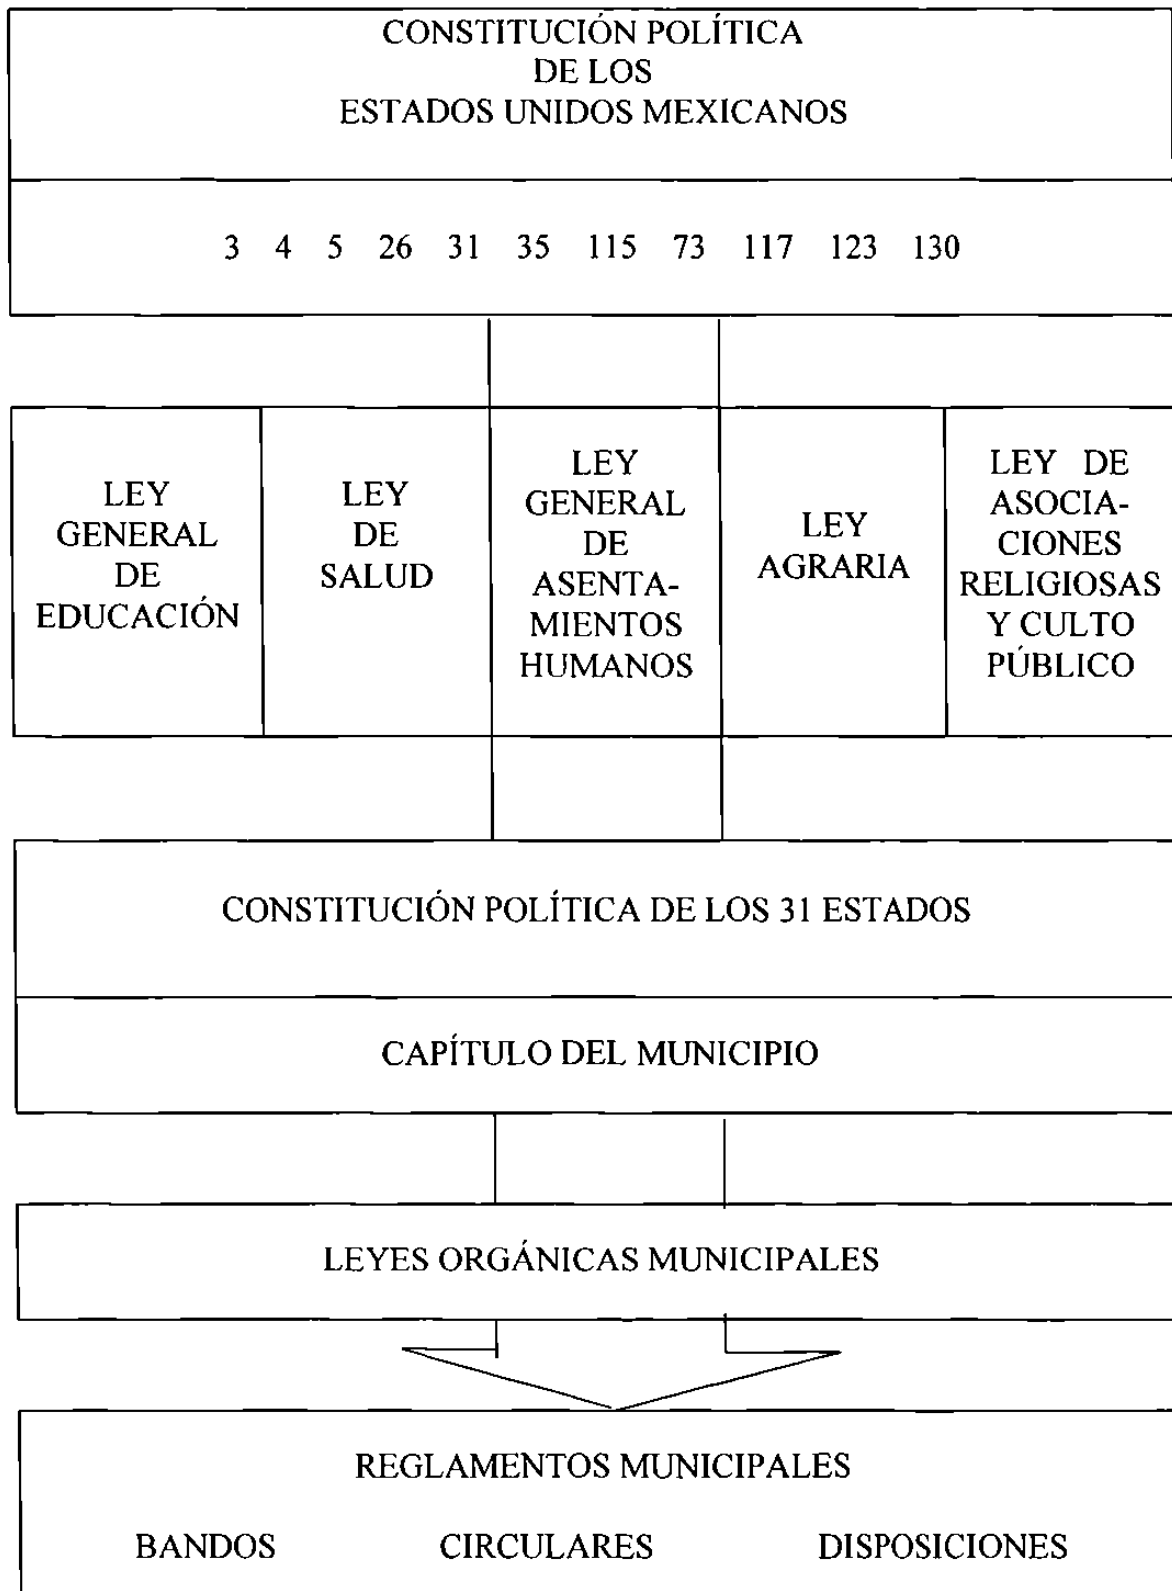 CONSTITUCIÓN POLÍTICA
DE LOS
ESTADOS UNIDOS MEXICANOS
3 4 5 26 31 35 115 73 117 123 130
LEY
GENERAL
DE
EDUCACIÓN
LEY
DE
SALUD
LEY
GENERAL
DE
ASENTA-
MIENTOS
HUMANOS
LEY
AGRARIA
LEY DE
ASOCIA-
CIONES
RELIGIOSAS
Y CULTO
PÚBLICO
CONSTITUCIÓN POLÍTICA DE LOS 31 ESTADOS
CAPÍTULO DEL MUNICIPIO
LEYES ORGÁNICAS MUNICIPALES
REGLAMENTOS MUNICIPALES
BANDOS CIRCULARES DISPOSICIONES